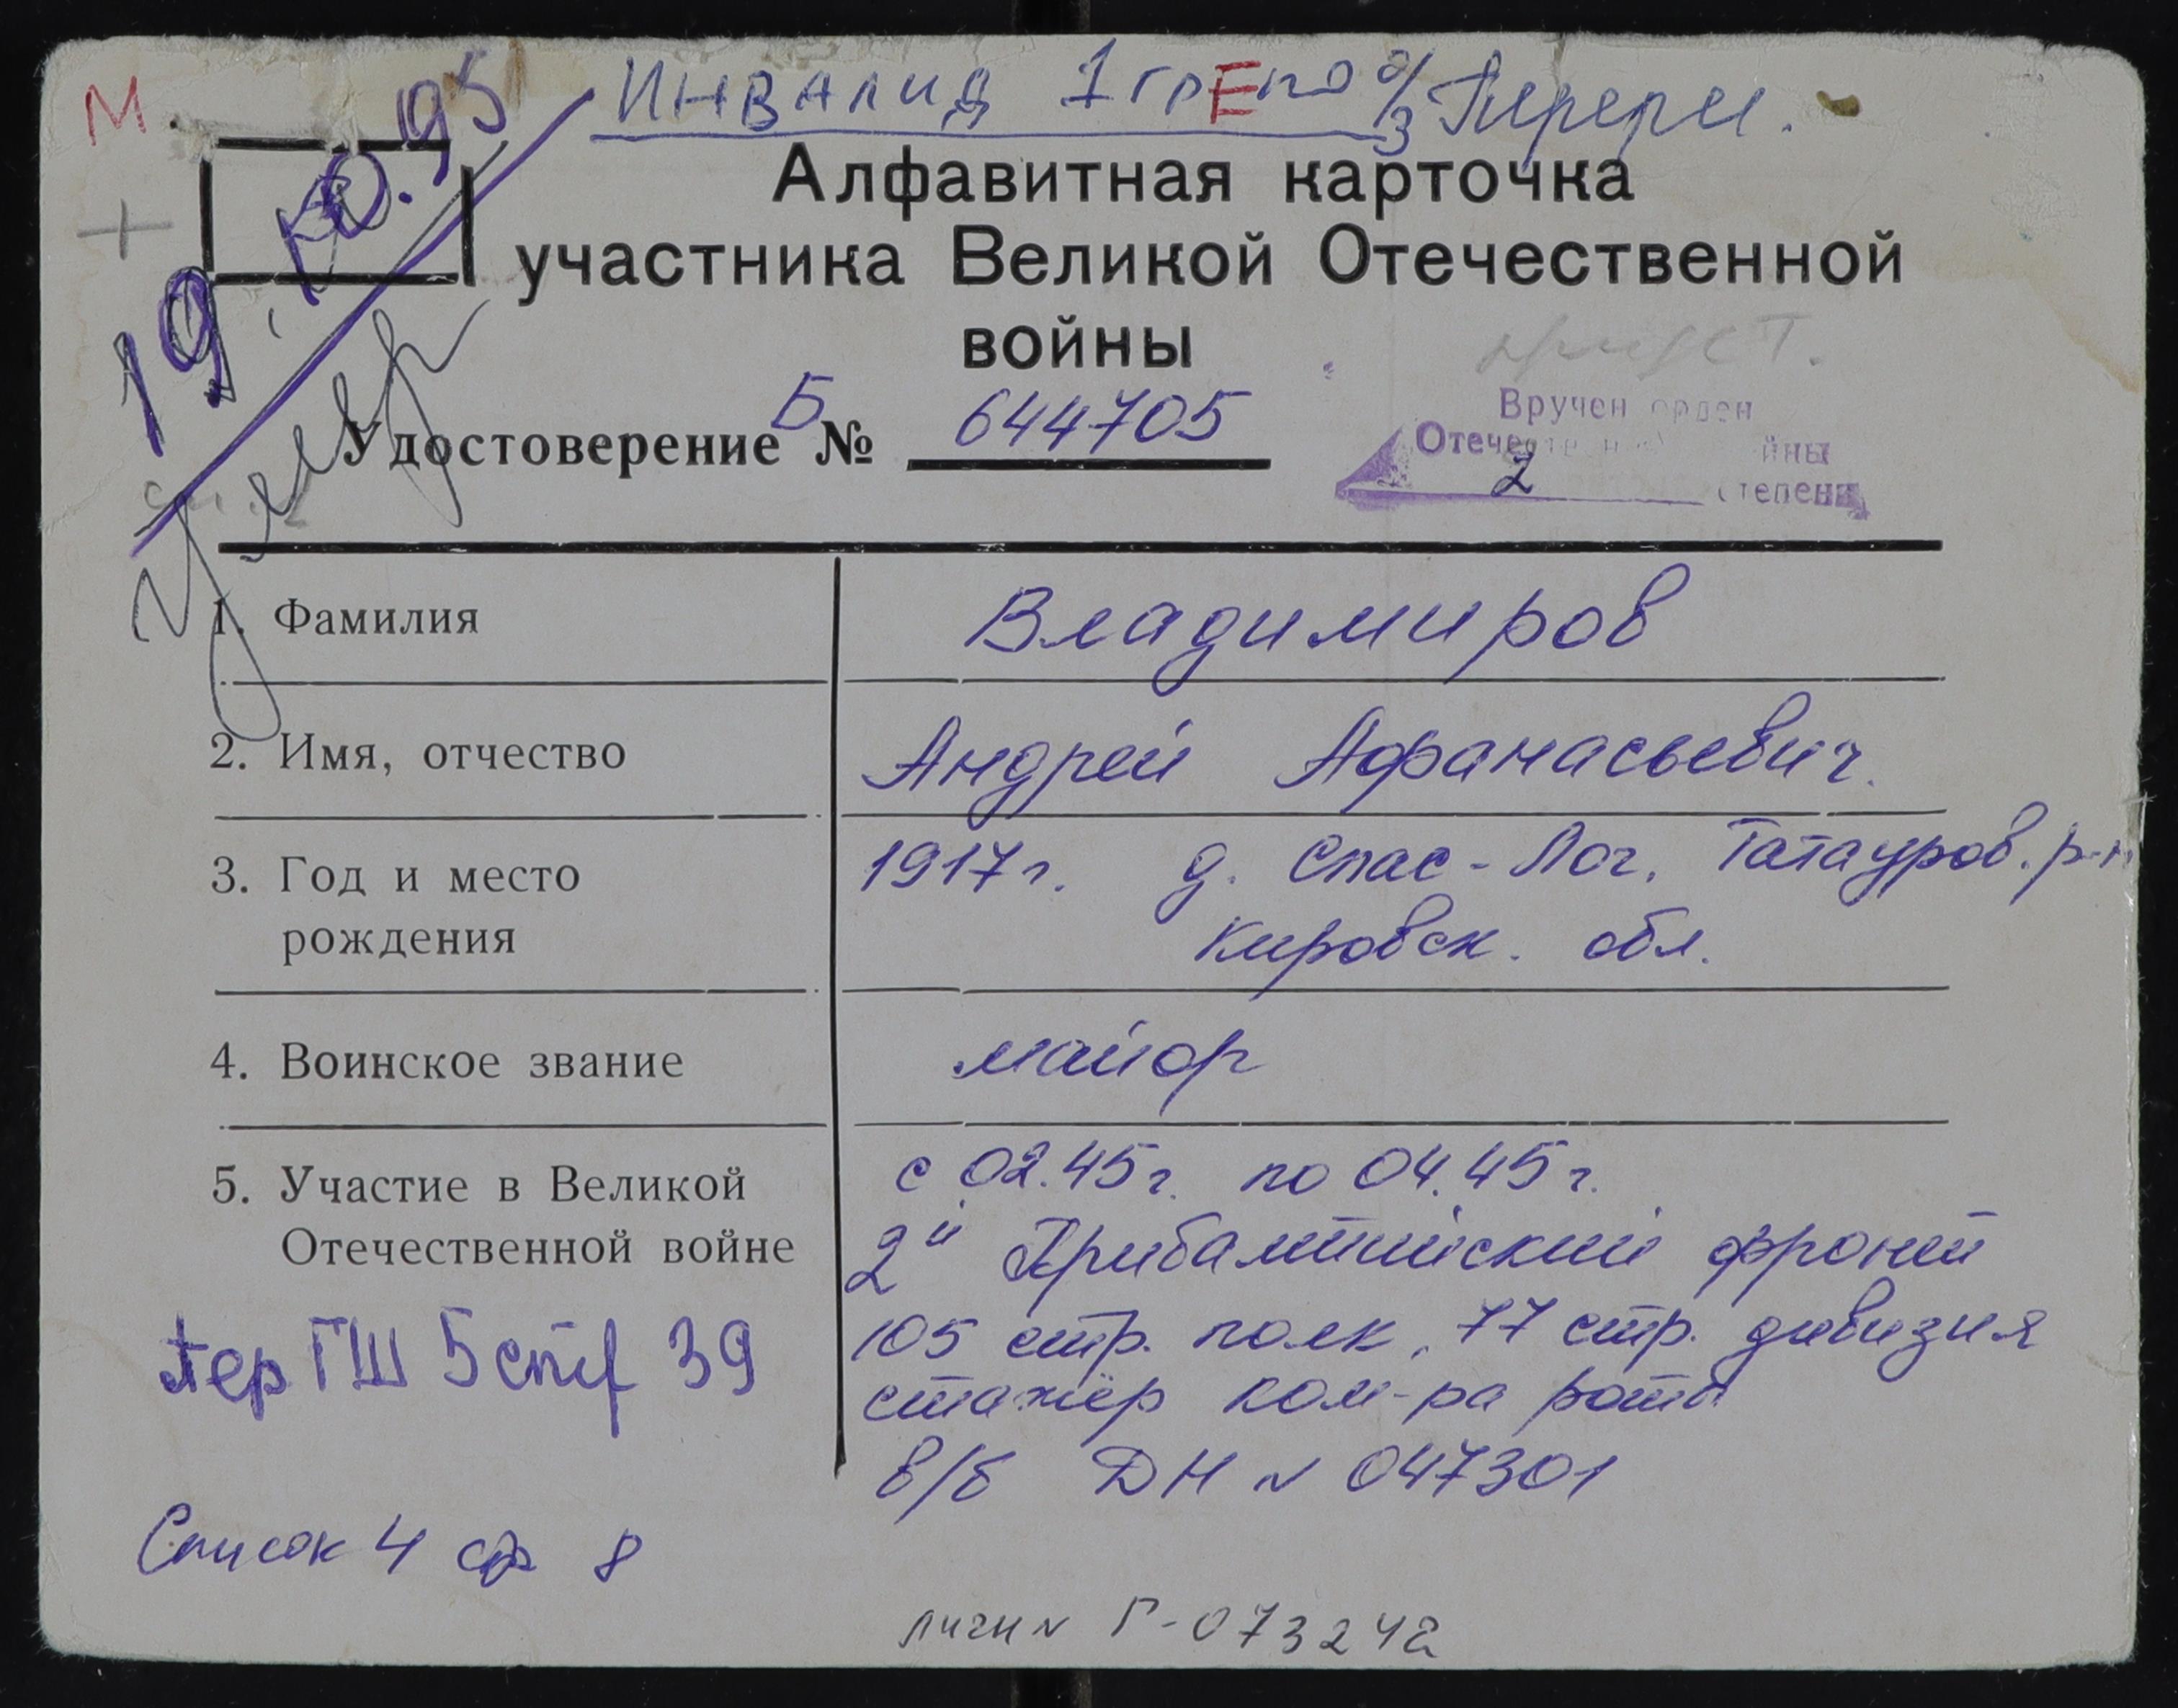 М.
Инвалид 1 гр Е по о/з Перерег.
19.10.95
умер
Алфавитная карточка
участника Великой Отечественной
войны
Удостоверение Б № 644705
Вручен орден
Отечественной войны
2 степени
1. Фамилия Владимиров
2. Имя, отчество Андрей Афанасьевич.
3. Год и место 1917 г. д. Спас-Лог, Татауров. р-н
рождения Кировск. обл.
4. Воинское звание майор
5. Участие в Великой с 02.45 г. по 04.45 г.
Отечественной войне 2й Прибалтийский фронт
105 стр. полк, 77 стр. дивизия
пер ГШ 5 стр 39
стажёр ком-ра роты
в/б ДН № 047301
Список 4 стр 8
личн № Г-073242